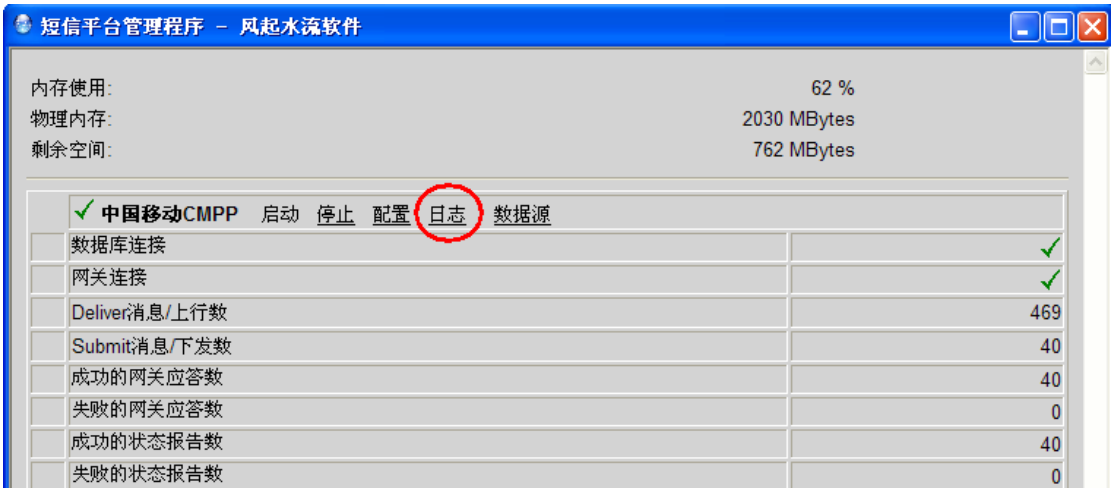 短信平台管理程序 - 风起水流软件
内存使用: 62 %
物理内存: 2030 MBytes
剩余空间: 762 MBytes
中国移动CMPP 启动 停止 配置 日志 数据源
数据库连接
网关连接
Deliver消息/上行数 469
Submit消息/下发数 40
成功的网关应答数 40
失败的网关应答数 0
成功的状态报告数 40
失败的状态报告数 0